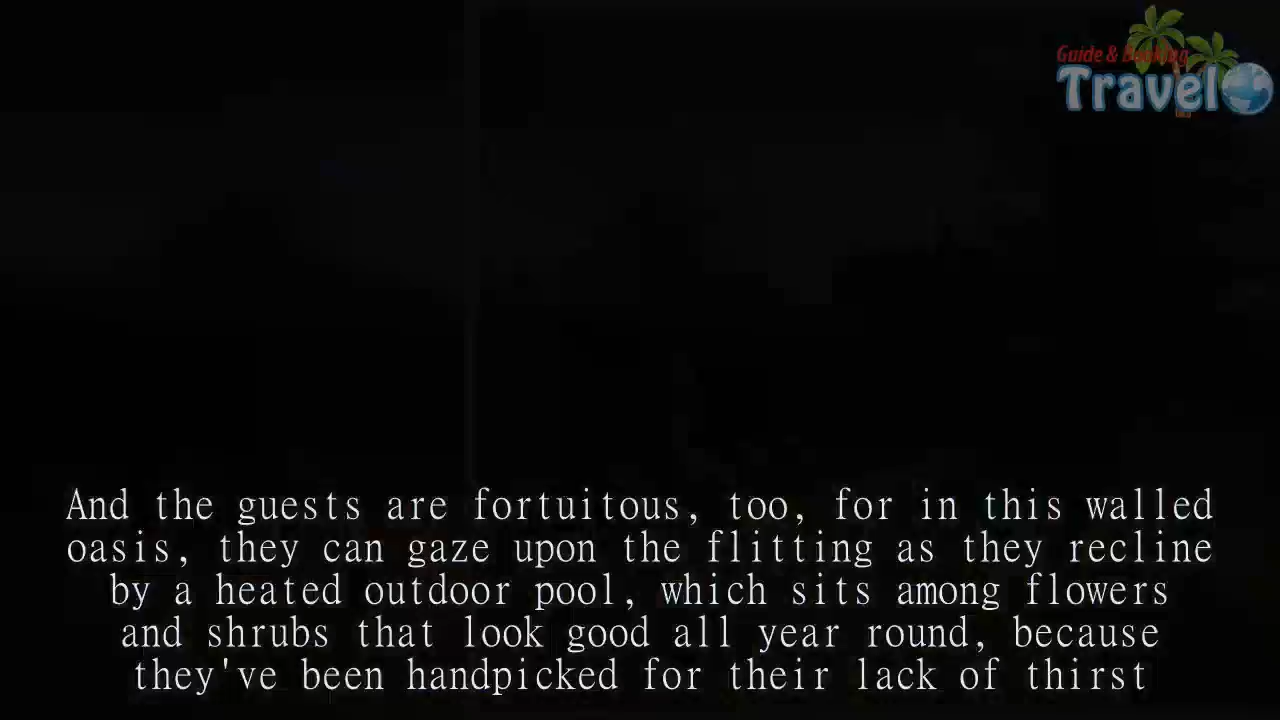 Guide & Booking
Travel
And the guests are fortuitous, too, for in this walled
oasis, they can gaze upon the flitting as they recline
by a heated outdoor pool, which sits among flowers
and shrubs that look good all year round, because
they've been handpicked for their lack of thirst